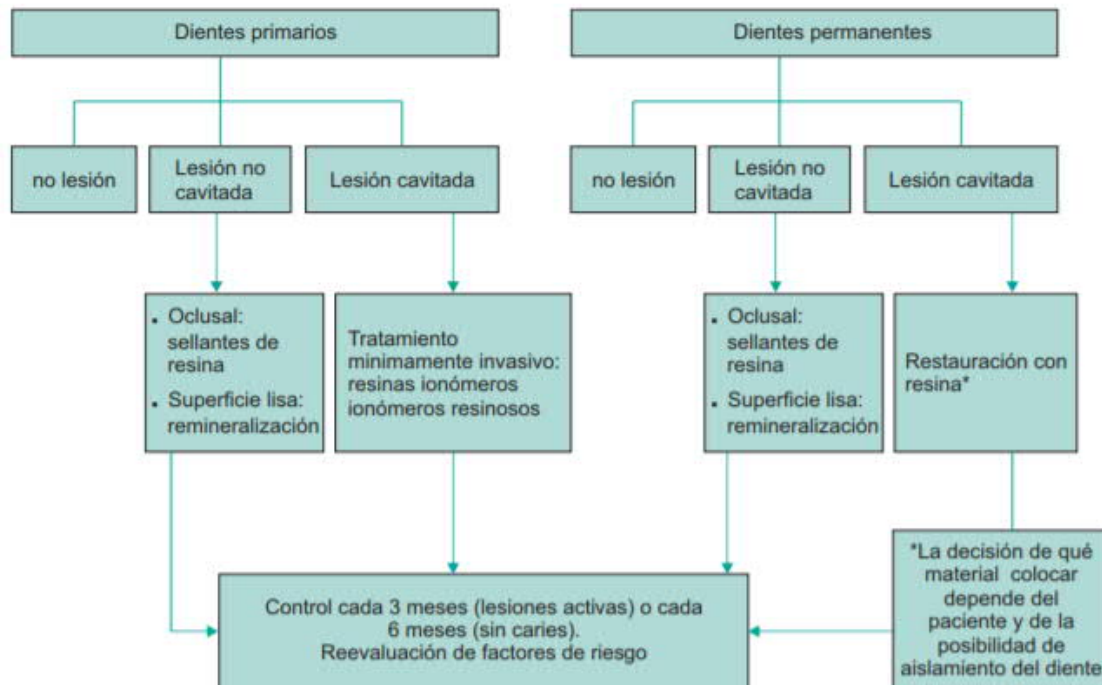 Dientes primarios
Dientes permanentes
no lesión
Lesión no
cavitada
Lesión cavitada
no lesión
Lesión no
cavitada
Lesión cavitada
• Oclusal:
sellantes de
resina
• Superficie lisa:
remineralización
Tratamiento
minimamente invasivo:
resinas ionómeros
ionómeros resinosos
• Oclusal:
sellantes de
resina
• Superficie lisa:
remineralización
Restauración con
resina*
*La decisión de qué
material colocar
depende del
paciente y de la
posibilidad de
aislamiento del diente
Control cada 3 meses (lesiones activas) o cada
6 meses (sin caries).
Reevaluación de factores de riesgo